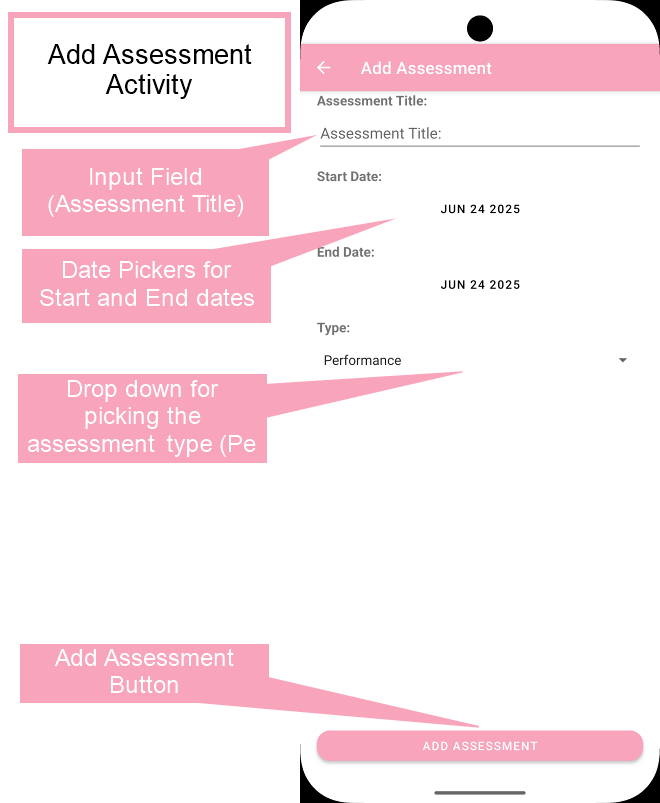 Add Assessment
Activity
Input Field
(Assessment Title)
Date Pickers for
Start and End dates
Drop down for
picking the
assessment type (Pe
Add Assessment
Button
Add Assessment
Assessment Title:
Assessment Title:
Start Date:
JUN 24 2025
End Date:
JUN 24 2025
Type:
Performance
ADD ASSESSMENT